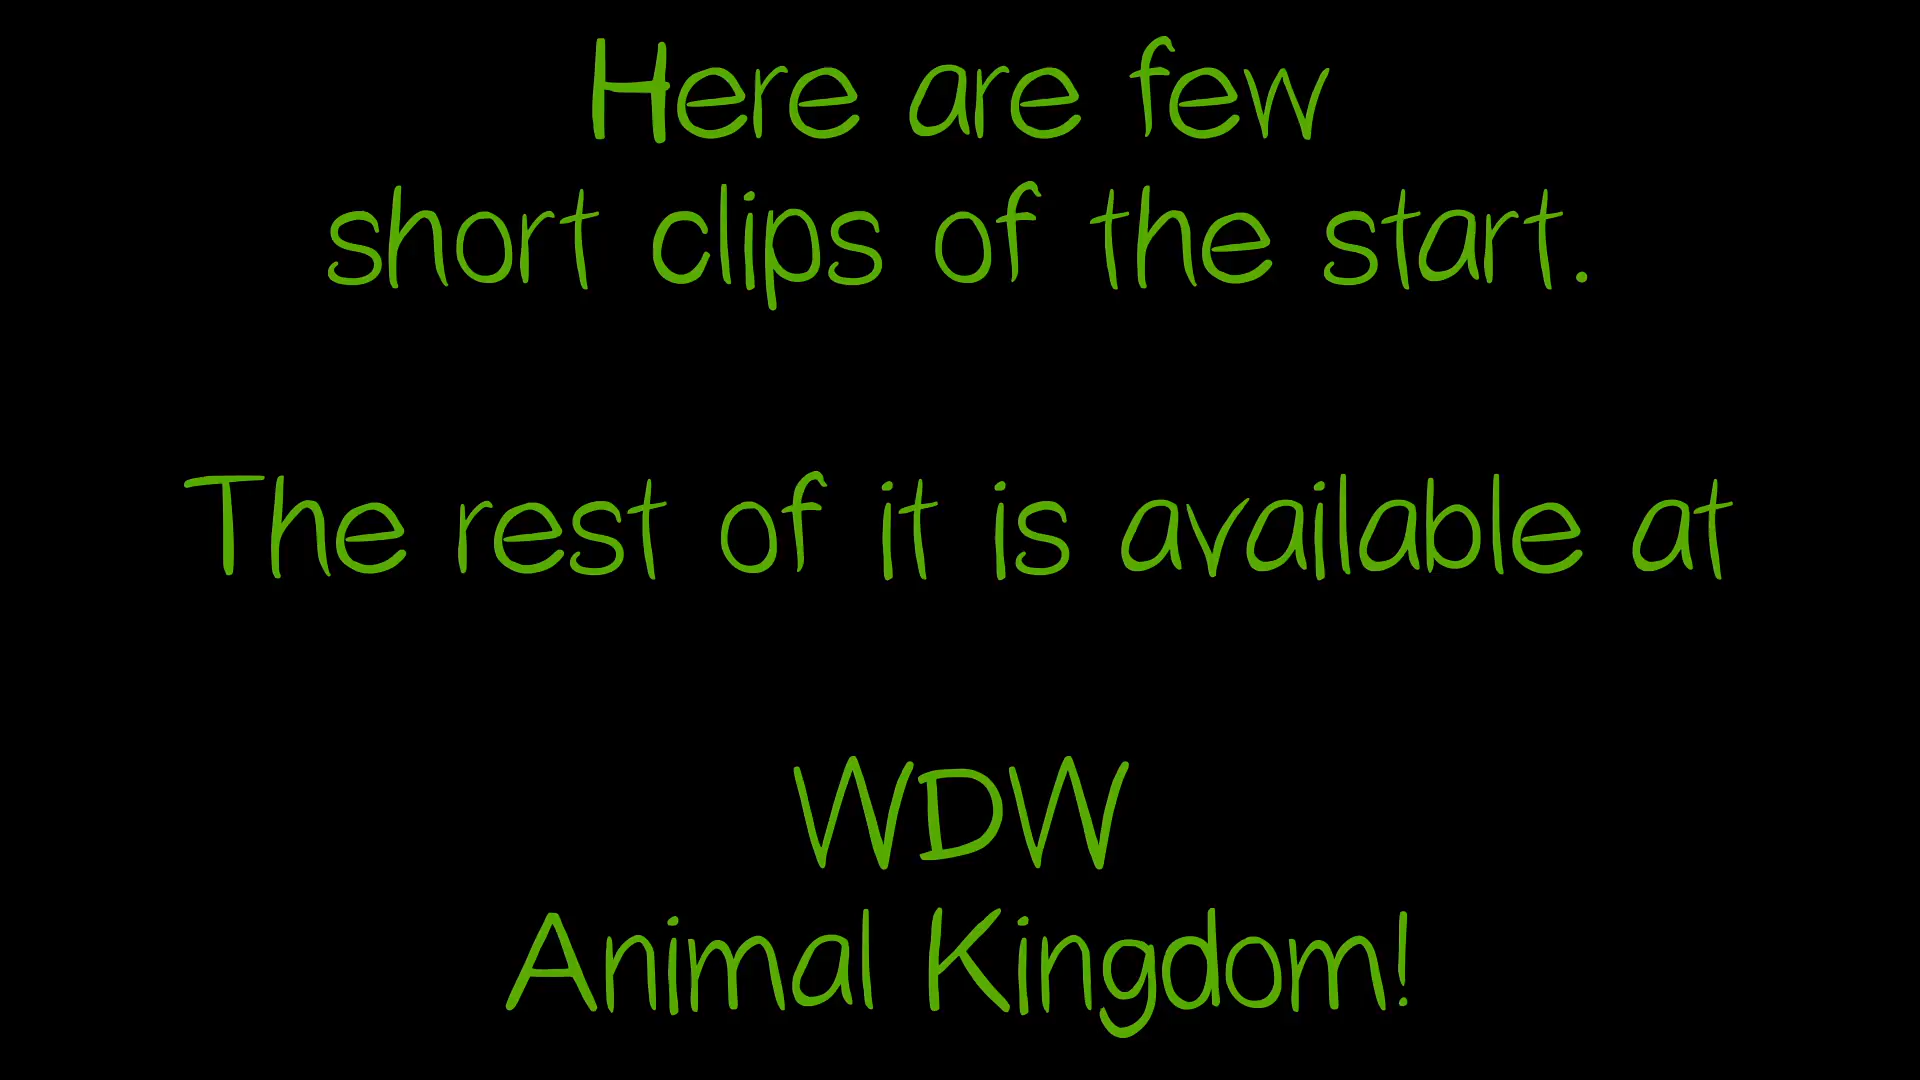 Here are few
short clips of the start.
The rest of it is available at
WDW
Animal Kingdom!